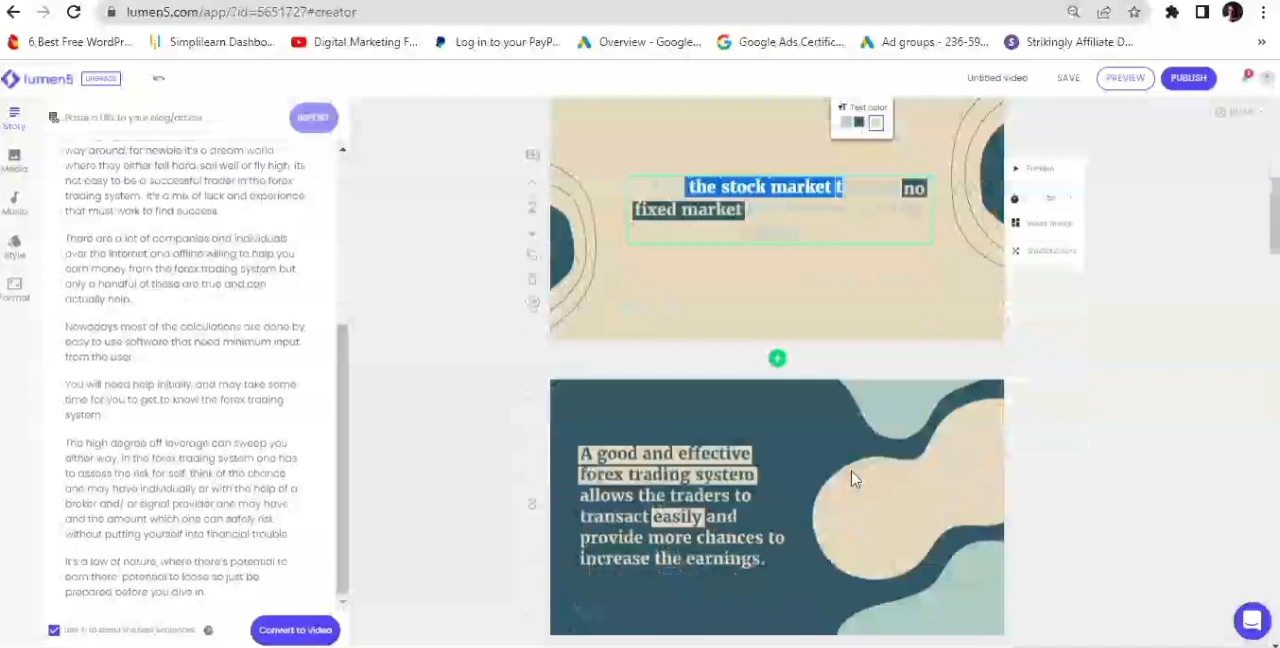 lumen5.com/app/?id=5651727#creator
6 Best Free WordPr...
Simplilearn Dashbo...
Digital Marketing F...
Log in to your PayP...
Overview - Google...
Google Ads Certific...
Ad groups - 236-59...
Strikingly Affiliate D...
»
lumen5
UPGRADE
Untitled video
SAVE
PREVIEW
PUBLISH
Story
Media
Music
Style
Format
Paste a URL to your blog/article
IMPORT
way around. for newbie it's a dream world
where they either fall hard, sail well or fly high. its
not easy to be a successful trader in the forex
trading system. it's a mix of luck and experience
that must work to find success.
There are a lot of companies and individuals
over the internet and offline willing to help you
earn money from the forex trading system but
only a handful of these are true and can
actually help.
Nowadays most of the calculations are done by
easy to use software that need minimum input
from the user.
You will need help initially, and may take some
time for you to get to know the forex trading
system.
The high degree off leverage can sweep you
either way, in the forex trading system one has
to assess the risk for self, think of the chance
one may have individually or with the help of a
broker and/ or signal provider one may have
and the amount which one can safely risk
without putting yourself into financial trouble.
It's a law of nature, where there's potential to
earn there' potential to loose so just be
prepared before you dive in.
Convert to video
Text color
the stock market t
no
fixed market
Preview
A good and effective
forex trading system
allows the traders to
transact easily and
provide more chances to
increase the earnings.